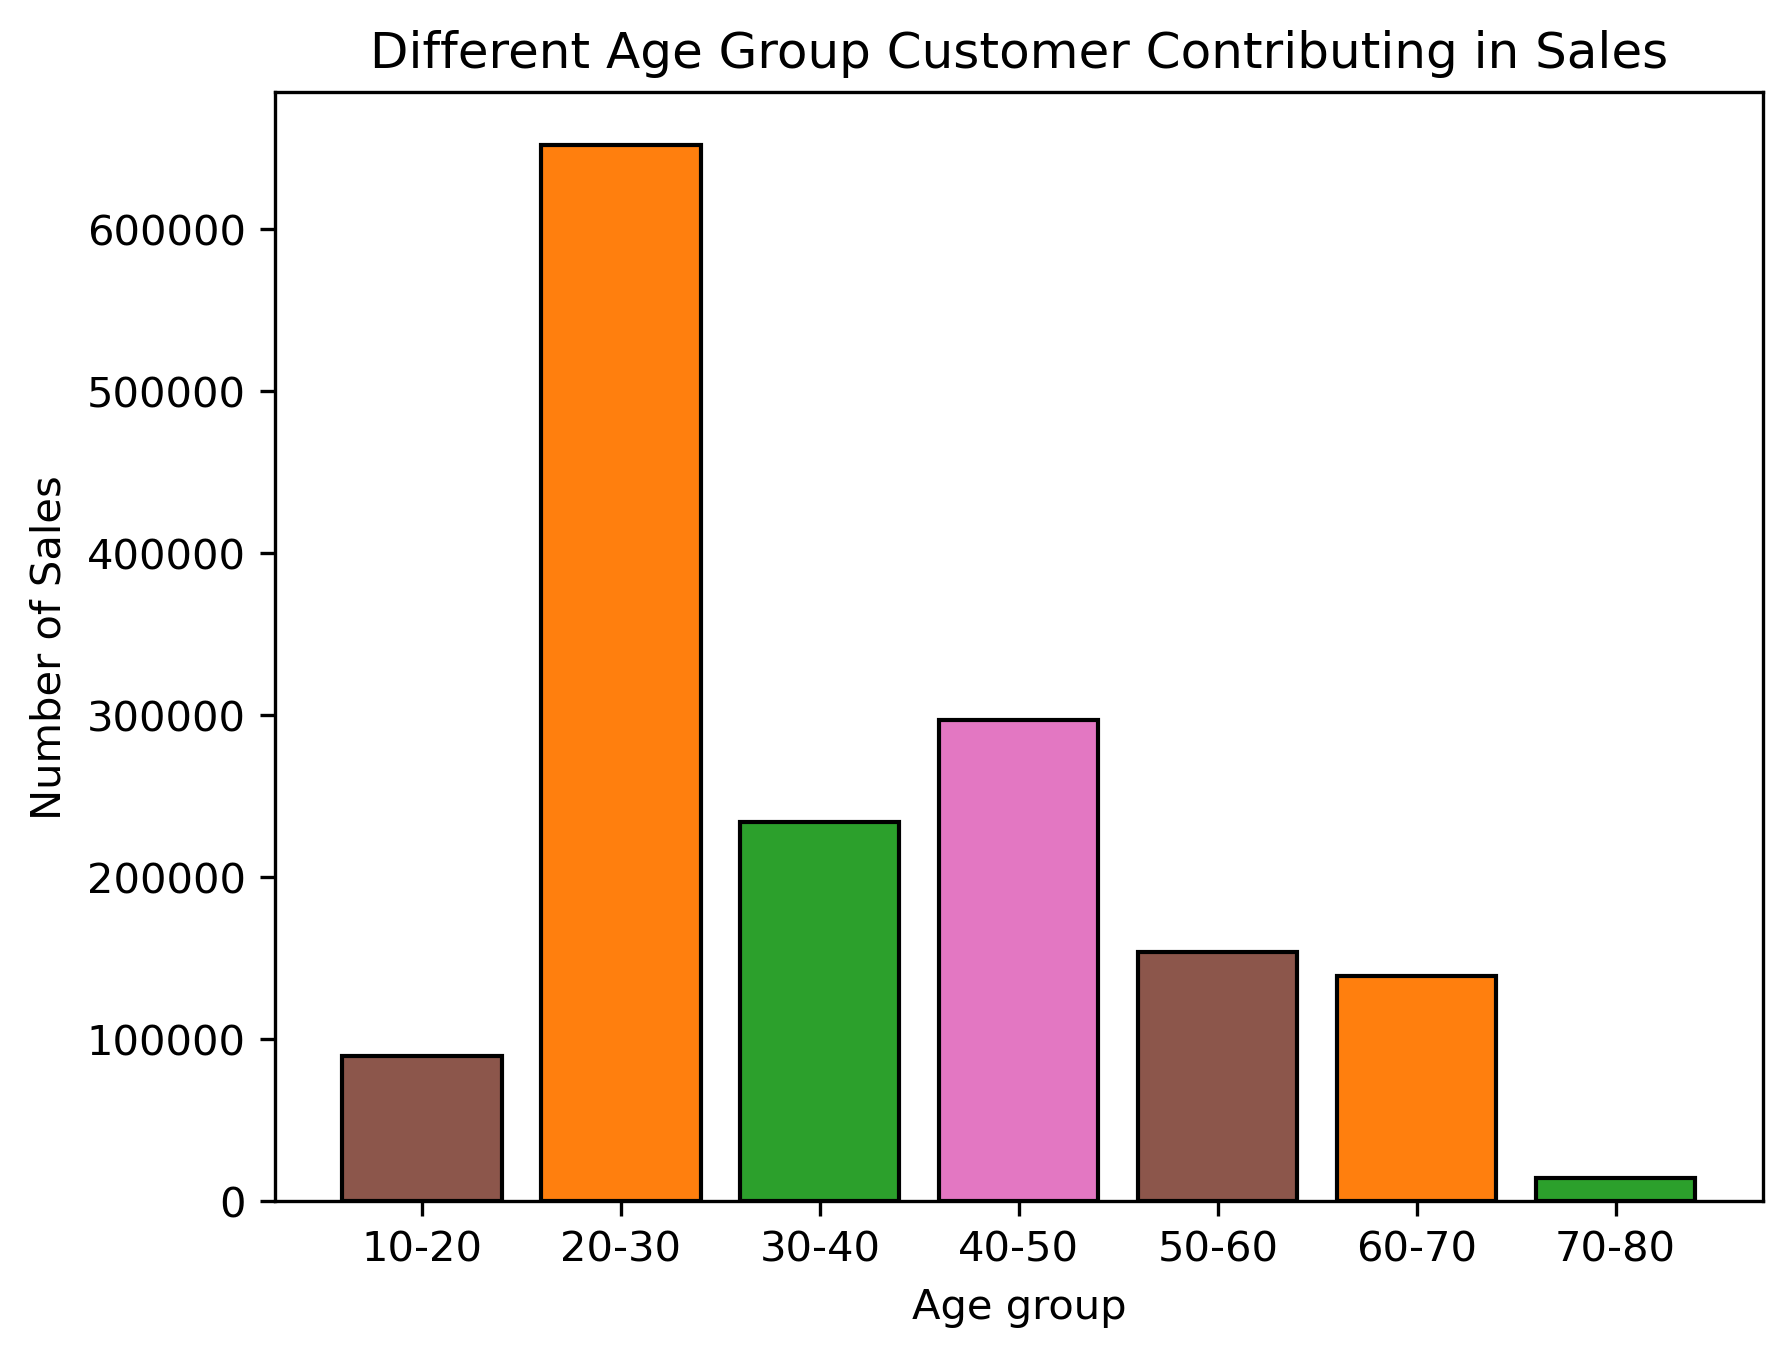 Different Age Group Customer Contributing in Sales
600000
500000
400000
300000
200000
100000
0
Number of Sales
10-20 20-30 30-40 40-50 50-60 60-70 70-80
Age group